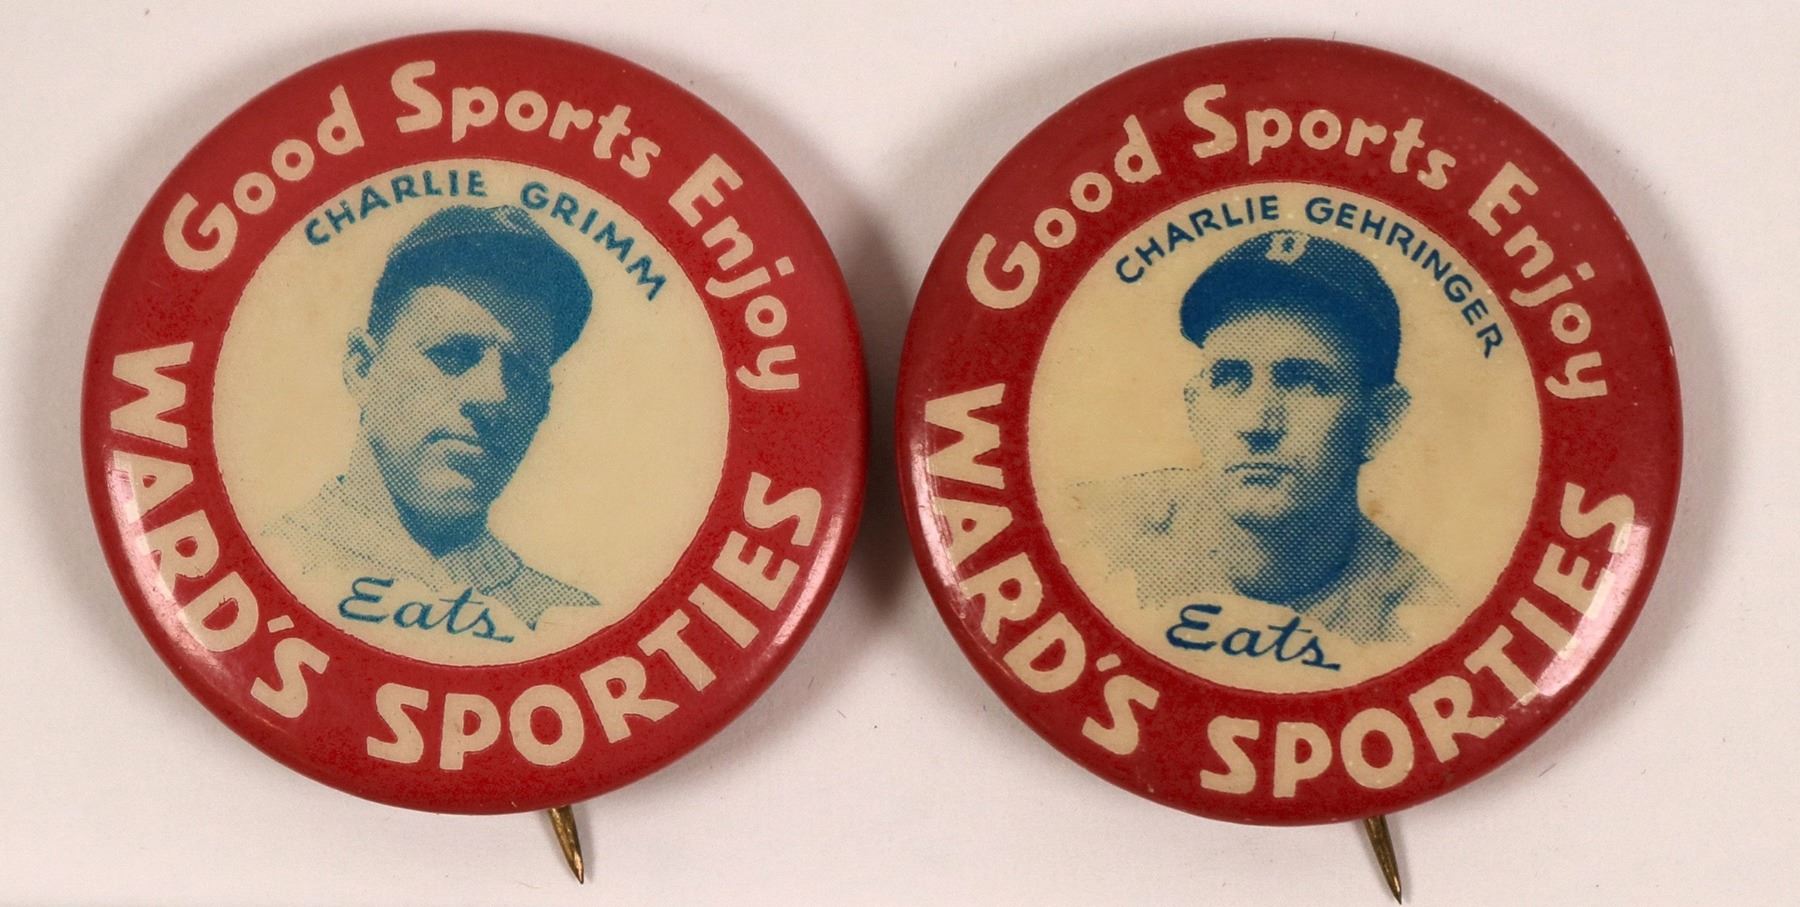 Good Sports Enjoy
CHARLIE GRIMM
Eats
WARD'S SPORTIES
Good Sports Enjoy
CHARLIE GEHRINGER
Eats
WARD'S SPORTIES